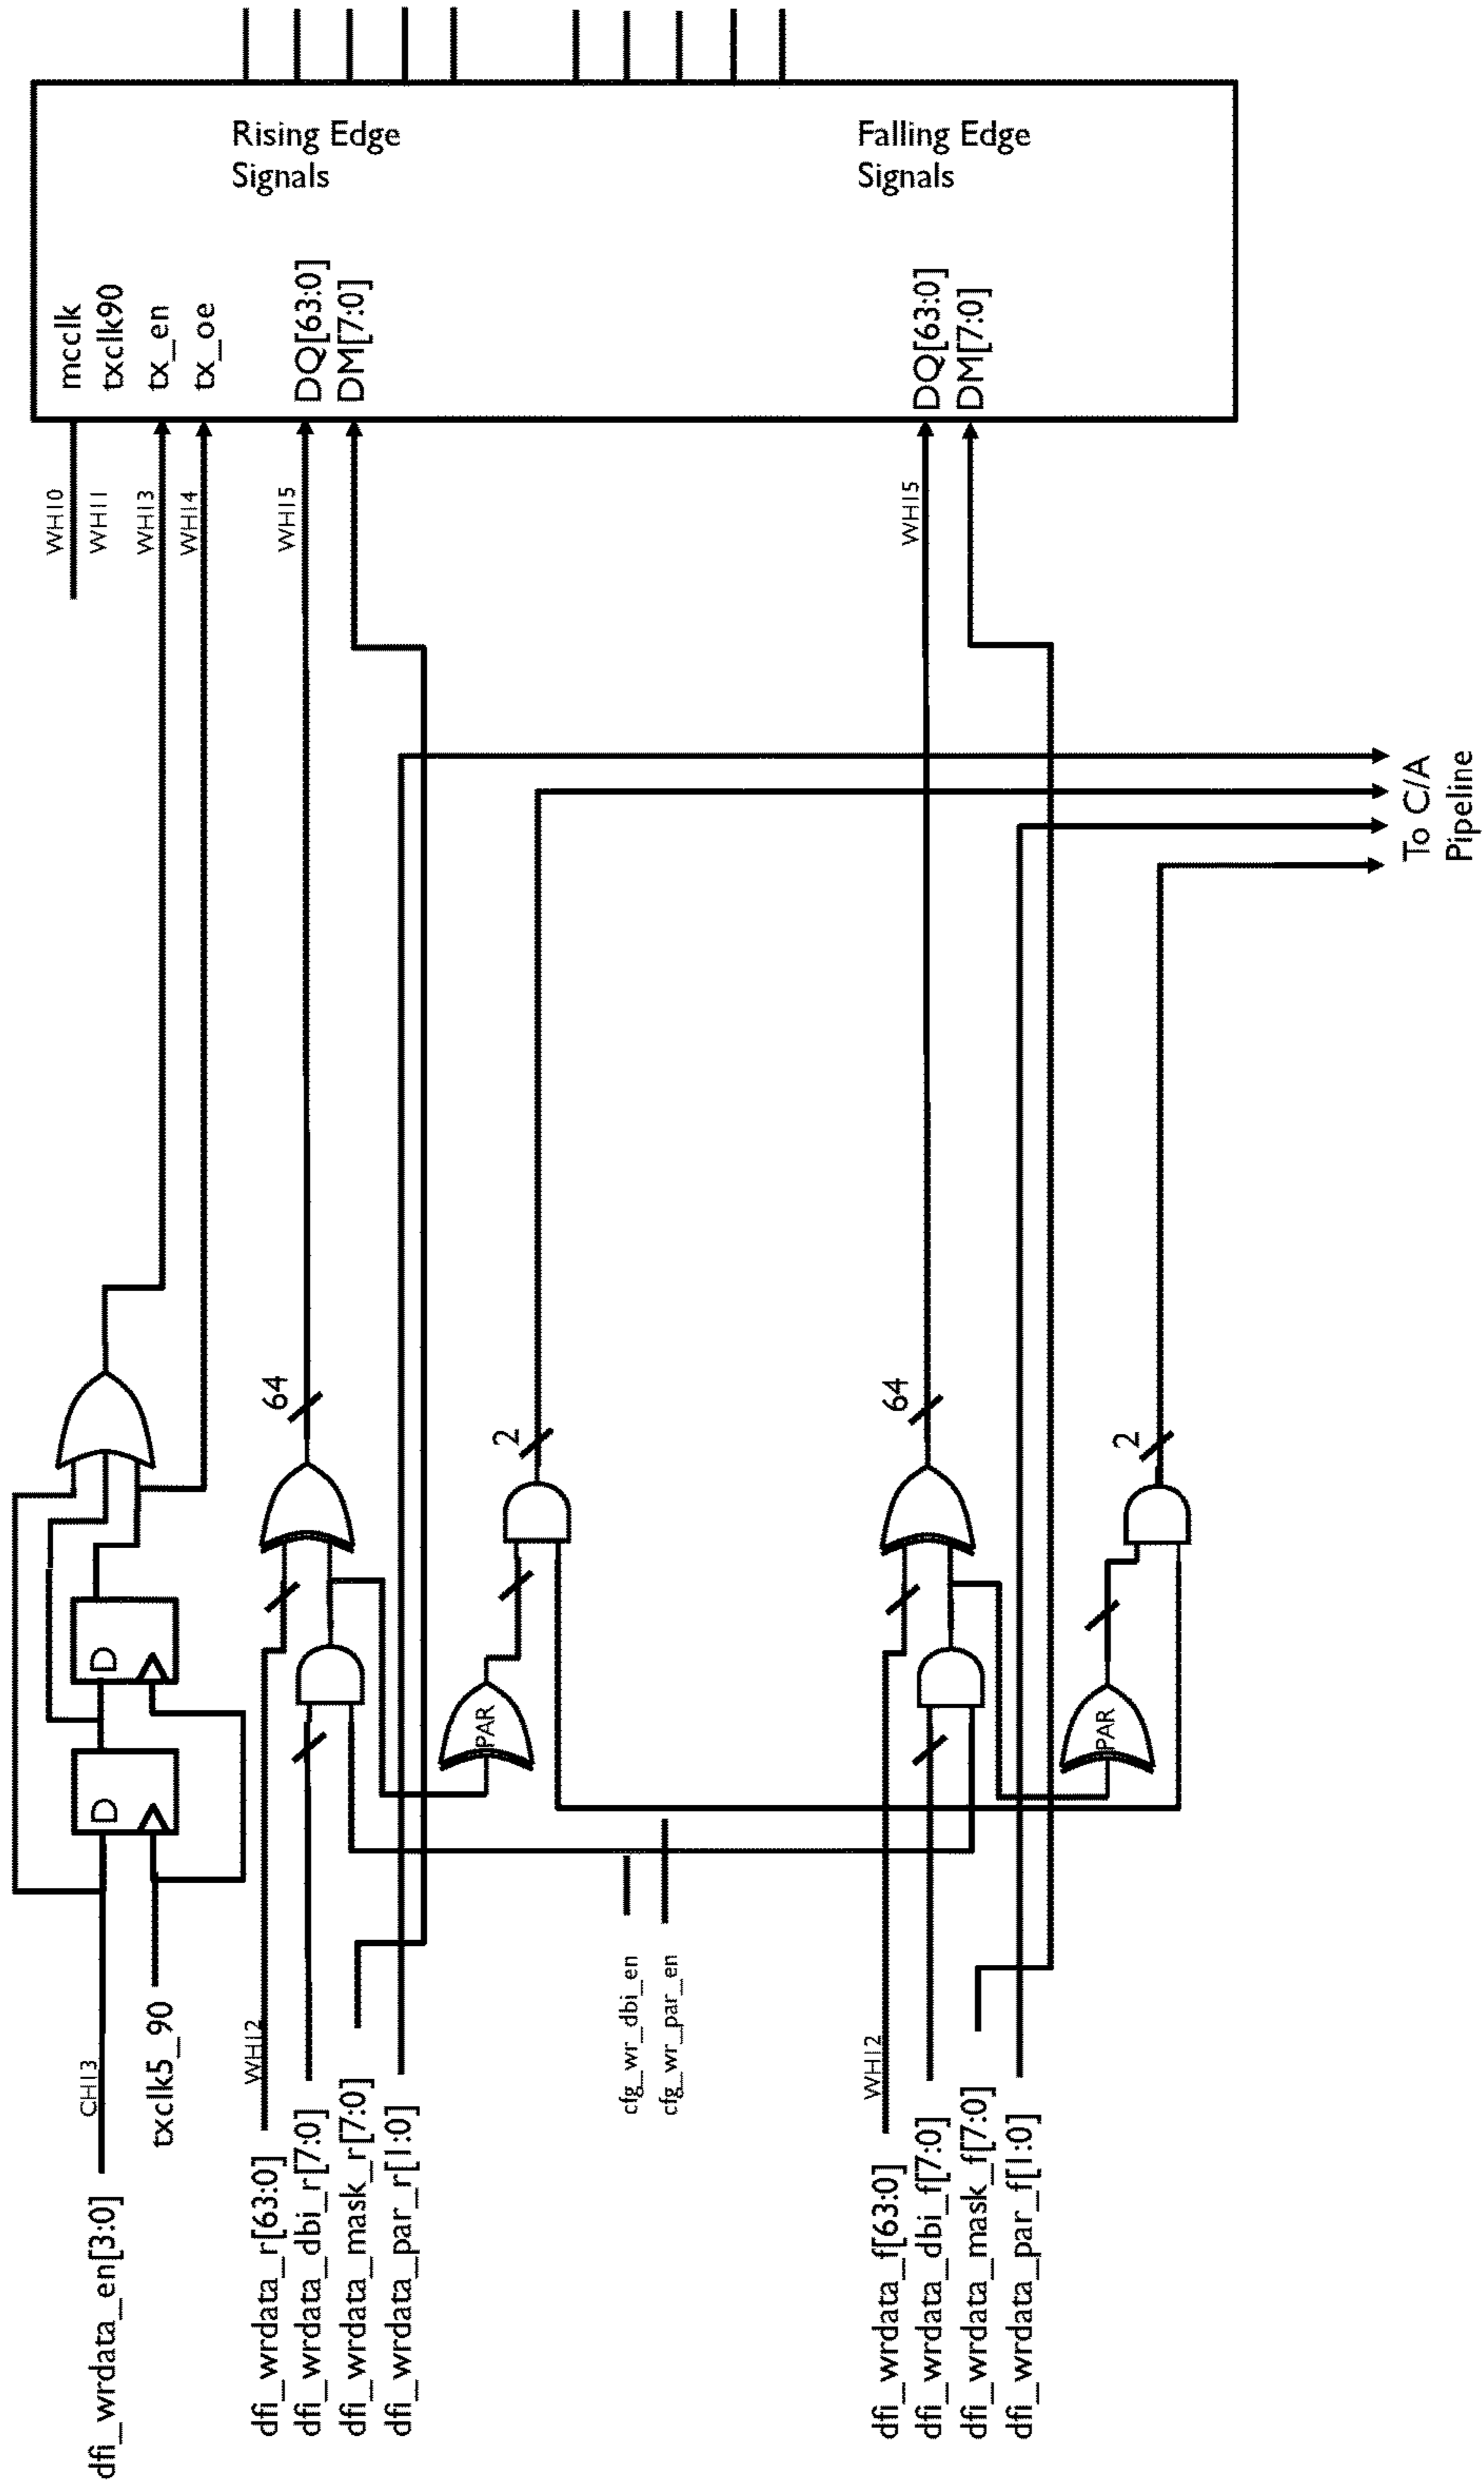 dfi_wrdata_en[3:0]
CH13
txclk5_90
D
D
WH10
WH11
WH13
WH14
mcclk
txclk90
tx_en
tx_oe
dfi_wrdata_r[63:0]
dfi_wrdata_dbi_r[7:0]
dfi_wrdata_mask_r[7:0]
dfi_wrdata_par_r[1:0]
WH12
64
WH15
DQ[63:0]
DM[7:0]
Rising Edge
Signals
PAR
2
cfg_wr_dbi_en
cfg_wr_par_en
dfi_wrdata_f[63:0]
dfi_wrdata_dbi_f[7:0]
dfi_wrdata_mask_f[7:0]
dfi_wrdata_par_f[1:0]
WH12
64
WH15
DQ[63:0]
DM[7:0]
Falling Edge
Signals
PAR
2
To C/A
Pipeline